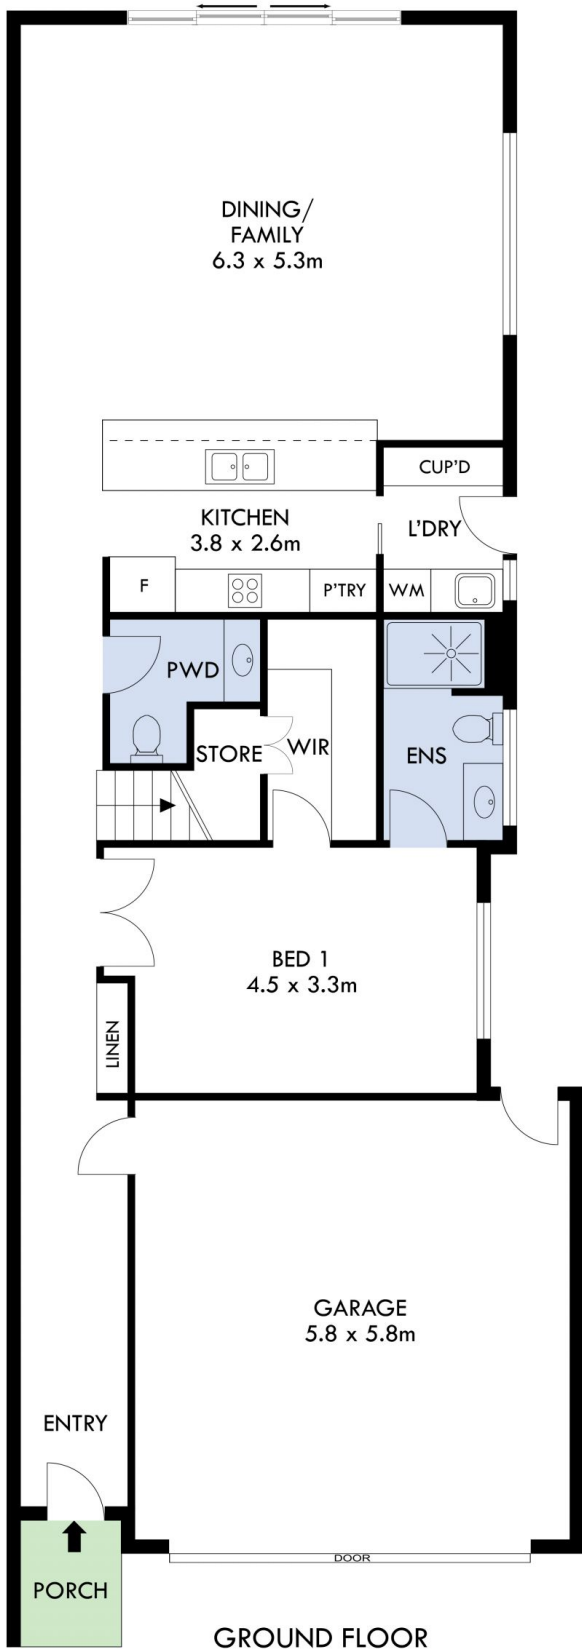 DINING/
FAMILY
6.3 x 5.3m
CUP'D
KITCHEN
3.8 x 2.6m
L'DRY
F
P'TRY
WM
PWD
STORE
WIR
ENS
BED 1
4.5 x 3.3m
LINEN
GARAGE
5.8 x 5.8m
ENTRY
DOOR
PORCH
GROUND FLOOR